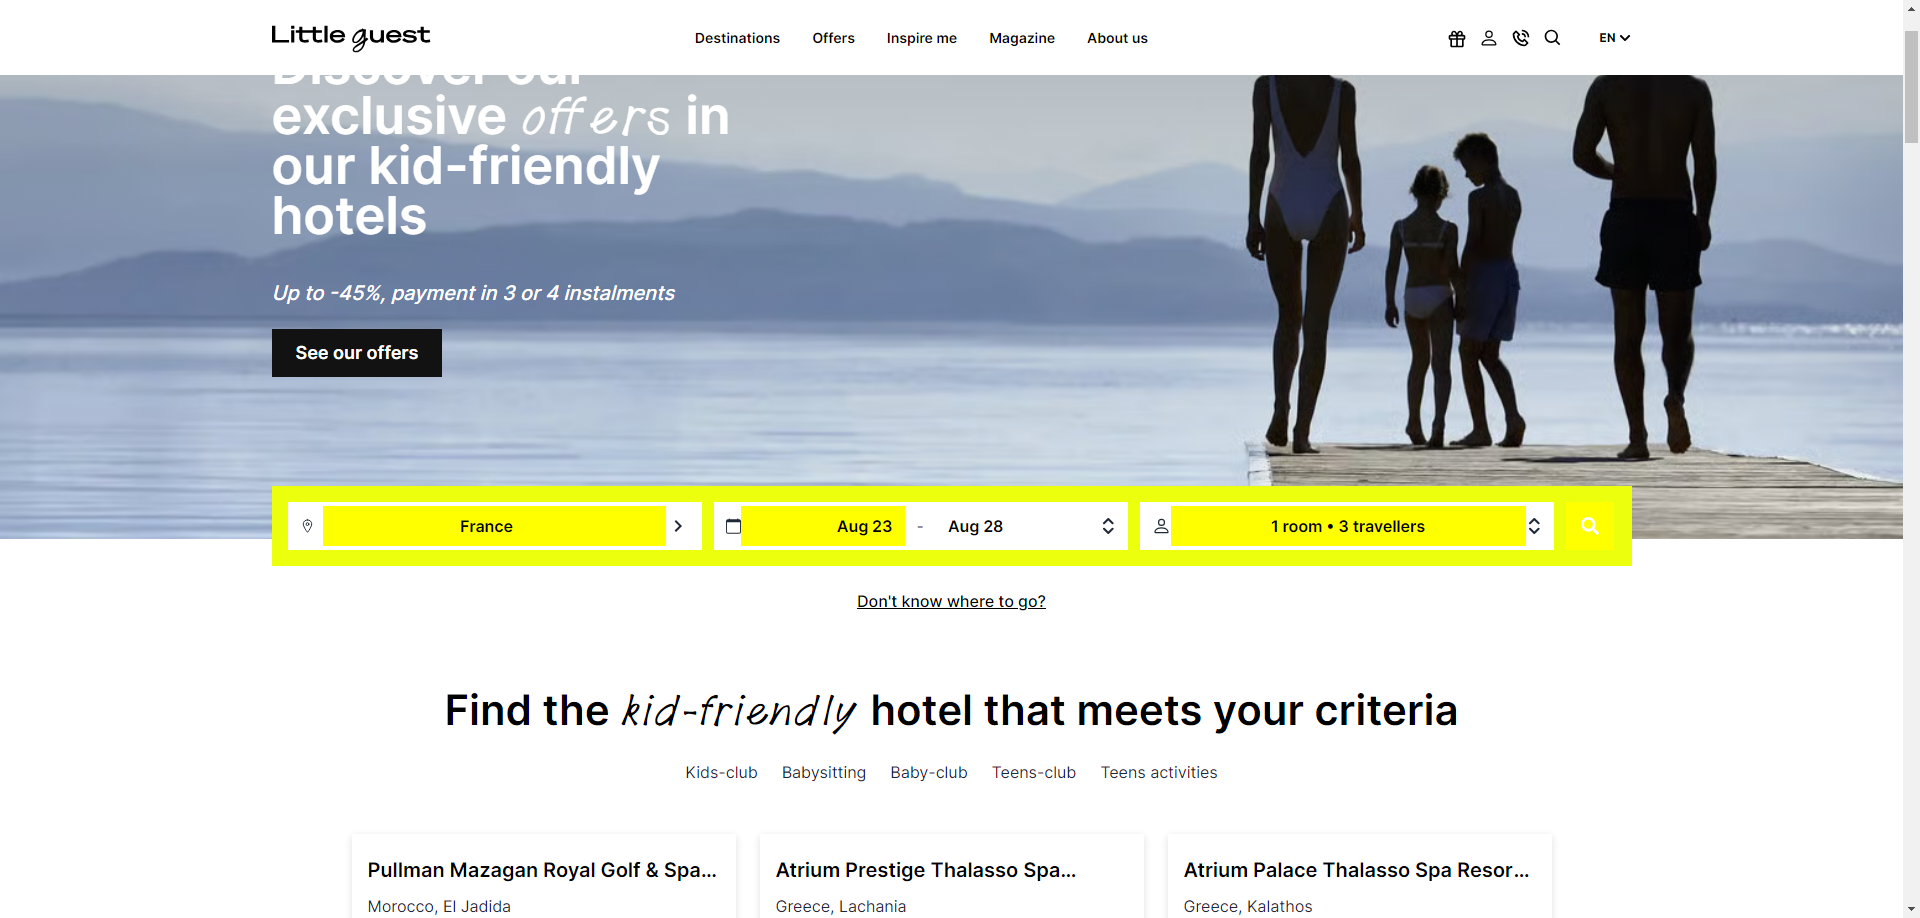 Little guest
Destinations
Offers
Inspire me
Magazine
About us
EN
Discover our
exclusive offers in
our kid-friendly
hotels
Up to -45%, payment in 3 or 4 instalments
See our offers
France
Aug 23 - Aug 28
1 room • 3 travellers
Don't know where to go?
Find the kid-friendly hotel that meets your criteria
Kids-club
Babysitting
Baby-club
Teens-club
Teens activities
Pullman Mazagan Royal Golf & Spa...
Morocco, El Jadida
Atrium Prestige Thalasso Spa...
Greece, Lachania
Atrium Palace Thalasso Spa Resor...
Greece, Kalathos